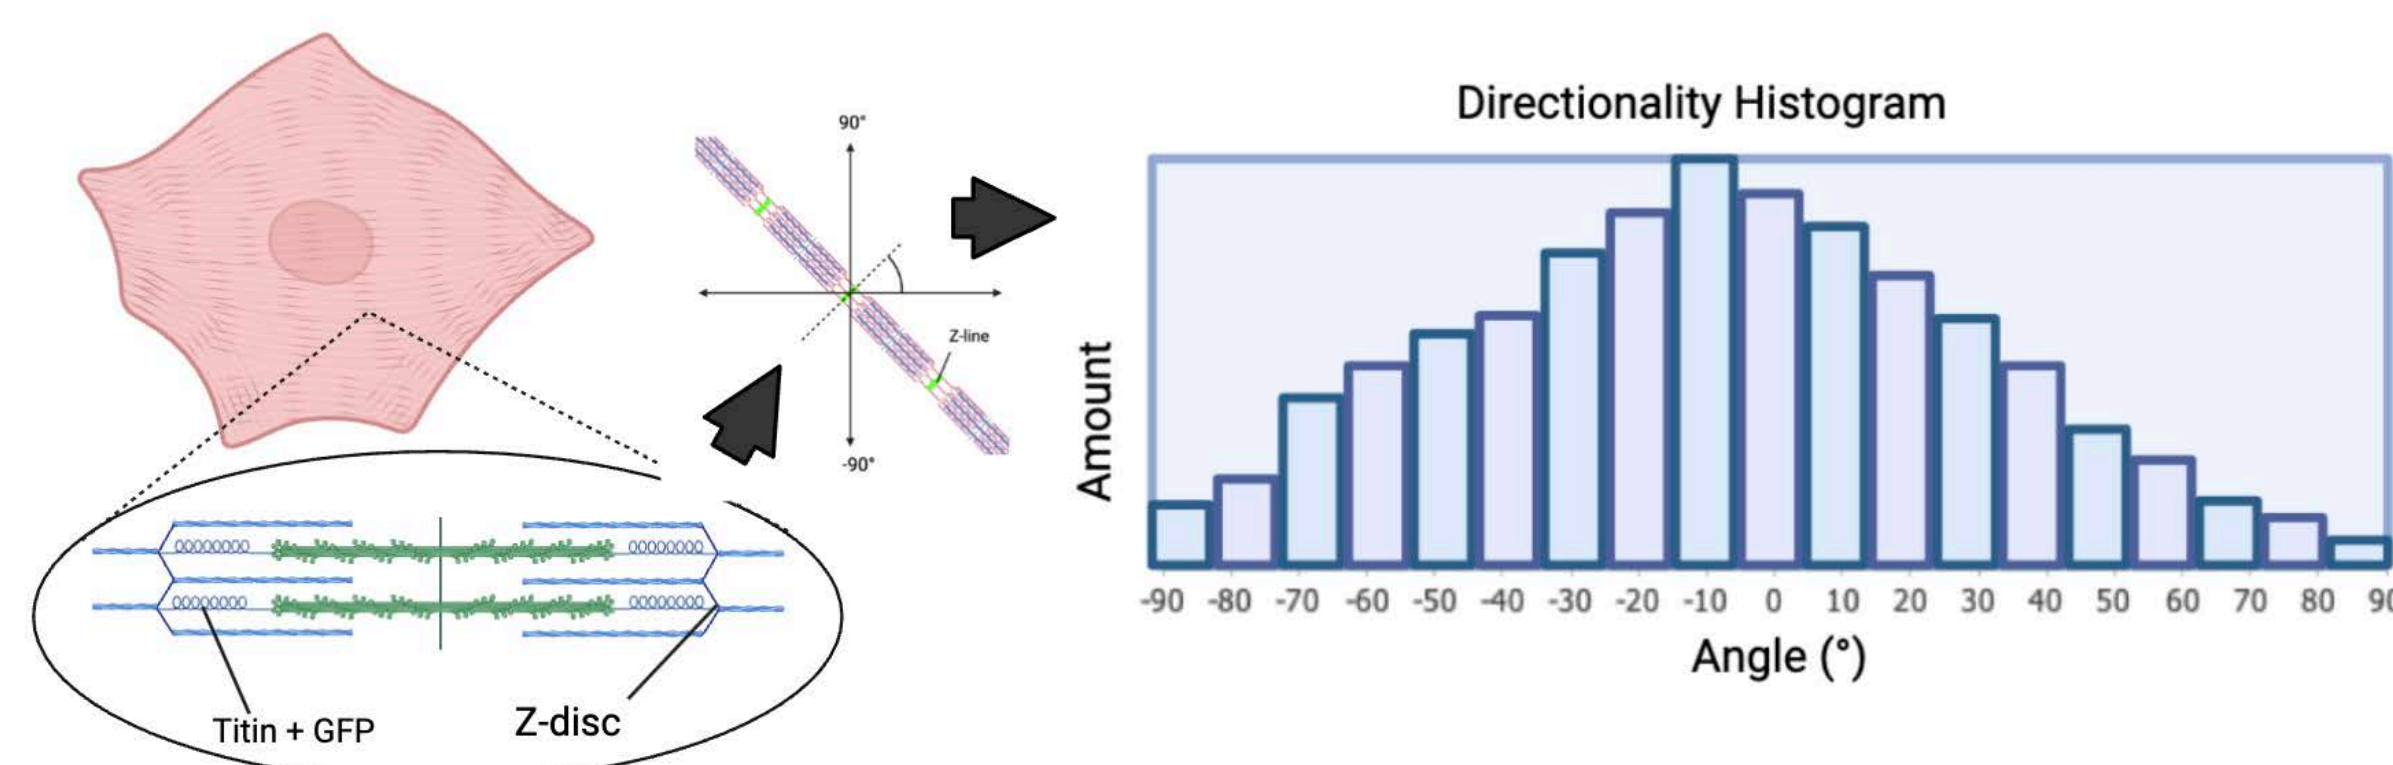 90°
Z-line
-90°
Titin + GFP
Z-disc
Directionality Histogram
Amount
-90 -80 -70 -60 -50 -40 -30 -20 -10 0 10 20 30 40 50 60 70 80 90
Angle (°)